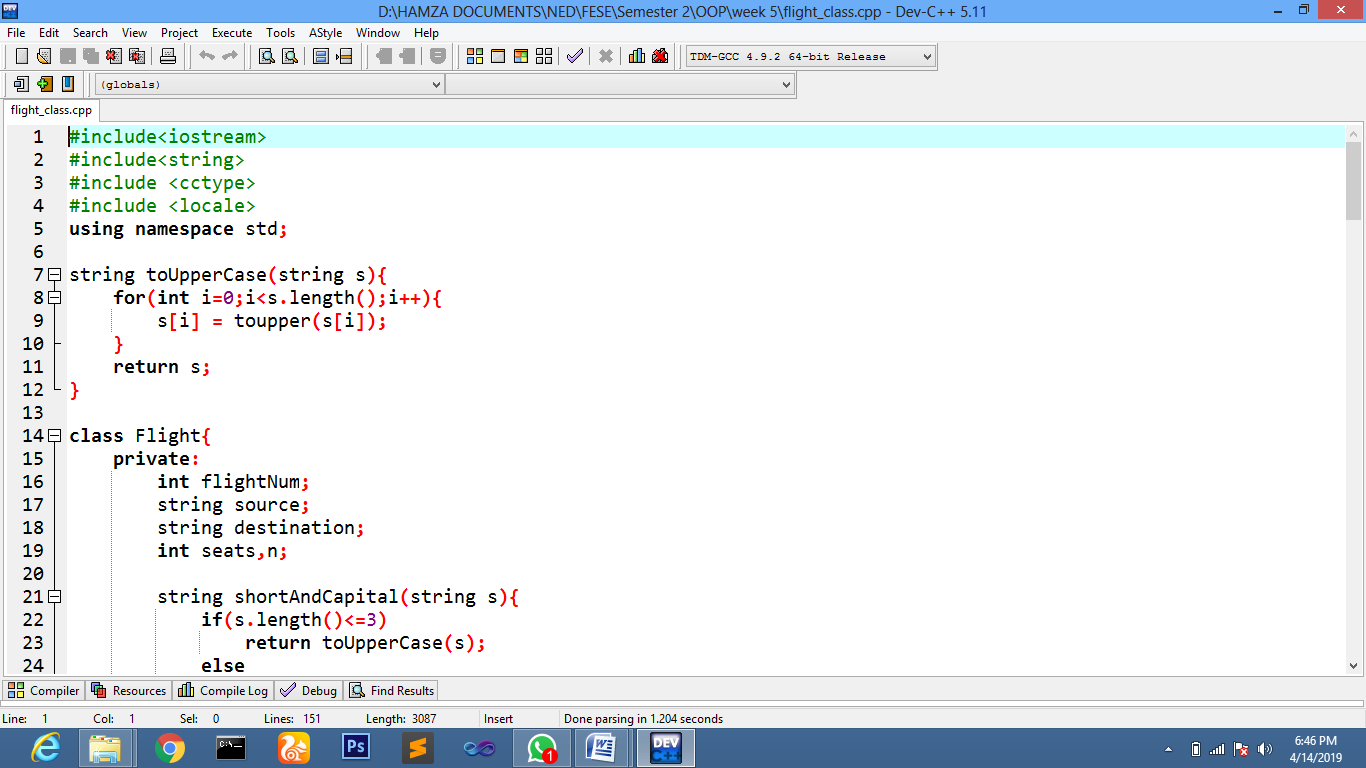 D:\HAMZA DOCUMENTS\NED\FESE\Semester 2\OOP\week 5\flight_class.cpp - Dev-C++ 5.11
File Edit Search View Project Execute Tools AStyle Window Help
TDM-GCC 4.9.2 64-bit Release
(globals)
flight_class.cpp
1 #include<iostream>
2 #include<string>
3 #include <cctype>
4 #include <locale>
5 using namespace std;
6
7 string toUpperCase(string s){
8 for(int i=0;i<s.length();i++){
9 s[i] = toupper(s[i]);
10 }
11 return s;
12 }
13
14 class Flight{
15 private:
16 int flightNum;
17 string source;
18 string destination;
19 int seats,n;
20
21 string shortAndCapital(string s){
22 if(s.length()<=3)
23 return toUpperCase(s);
24 else
Compiler Resources Compile Log Debug Find Results
Line: 1 Col: 1 Sel: 0 Lines: 151 Length: 3087 Insert Done parsing in 1.204 seconds
C:\_ Ps S 1 W DEV C++
6:46 PM
4/14/2019